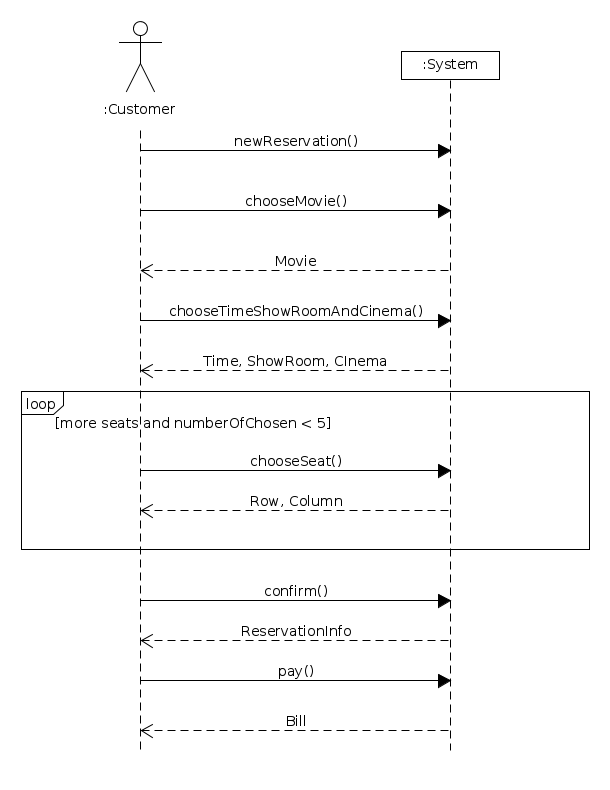 :System
:Customer
newReservation()
chooseMovie()
Movie
chooseTimeShowRoomAndCinema()
Time, ShowRoom, CInema
loop
[more seats and numberOfChosen < 5]
chooseSeat()
Row, Column
confirm()
ReservationInfo
pay()
Bill